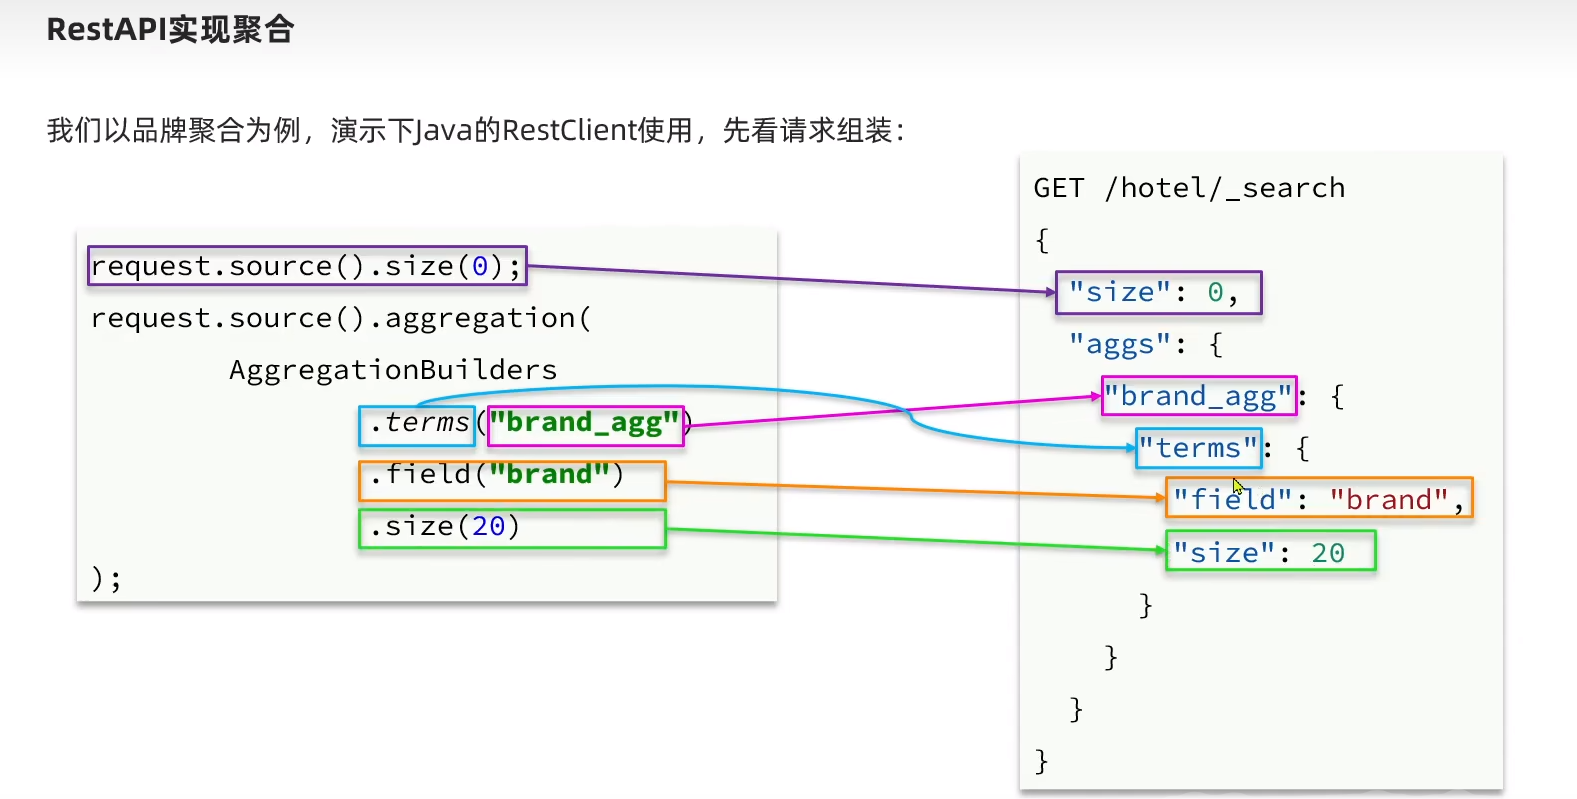 RestAPI实现聚合
我们以品牌聚合为例，演示下Java的RestClient使用，先看请求组装：
request.source().size(0);
request.source().aggregation(
AggregationBuilders
.terms("brand_agg")
.field("brand")
.size(20)
);
GET /hotel/_search
{
"size": 0,
"aggs": {
"brand_agg": {
"terms": {
"field": "brand",
"size": 20
}
}
}
}